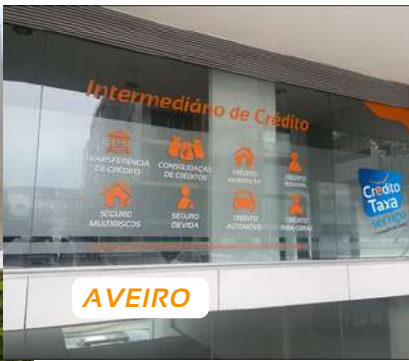 Intermediário de Crédito
TRANSFERÊNCIA
DE CRÉDITO
CONSOLIDAÇÃO
DE CRÉDITOS
CRÉDITO
HABITAÇÃO
CRÉDITO
PESSOAL
SEGURO
MULTIRISCOS
SEGURO
DE VIDA
CRÉDITO
AUTOMÓVEL
CRÉDITO
PARA OBRAS
Crédito
Taxa
AVEIRO